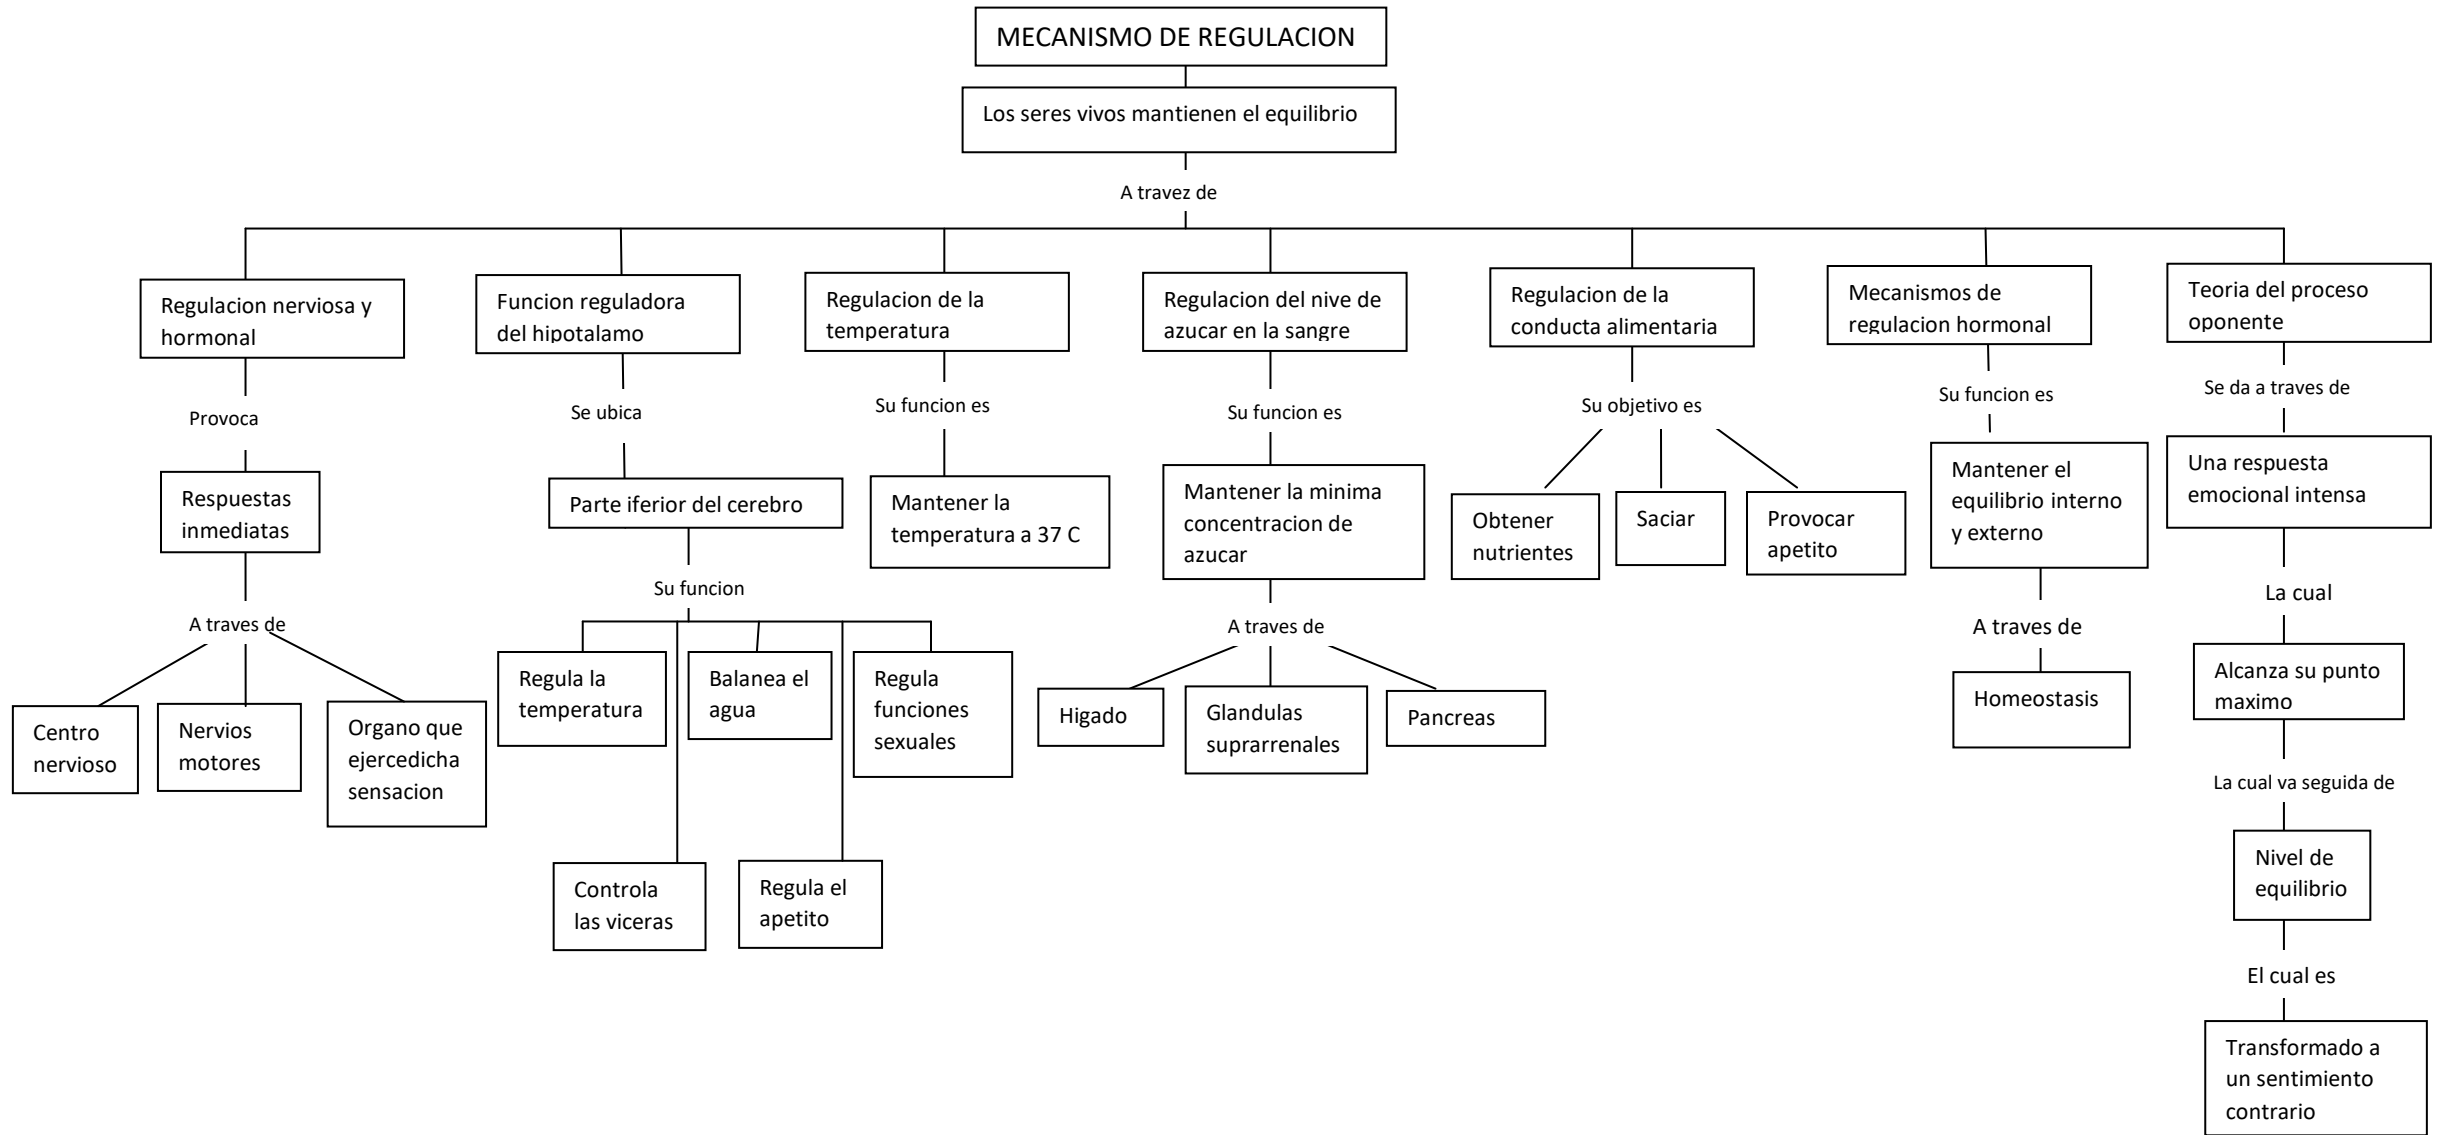 MECANISMO DE REGULACION
Los seres vivos mantienen el equilibrio
A travez de
Regulacion nerviosa y
hormonal
Provoca
Respuestas
inmediatas
A traves de
Centro
nervioso
Nervios
motores
Organo que
ejercedicha
sensacion
Funcion reguladora
del hipotalamo
Se ubica
Parte iferior del cerebro
Su funcion
Regula la
temperatura
Controla
las viceras
Balanea el
agua
Regula el
apetito
Regula
funciones
sexuales
Regulacion de la
temperatura
Su funcion es
Mantener la
temperatura a 37 C
Regulacion del nive de
azucar en la sangre
Su funcion es
Mantener la minima
concentracion de
azucar
A traves de
Higado
Glandulas
suprarrenales
Pancreas
Regulacion de la
conducta alimentaria
Su objetivo es
Obtener
nutrientes
Saciar
Provocar
apetito
Mecanismos de
regulacion hormonal
Su funcion es
Mantener el
equilibrio interno
y externo
A traves de
Homeostasis
Teoria del proceso
oponente
Se da a traves de
Una respuesta
emocional intensa
La cual
Alcanza su punto
maximo
La cual va seguida de
Nivel de
equilibrio
El cual es
Transformado a
un sentimiento
contrario